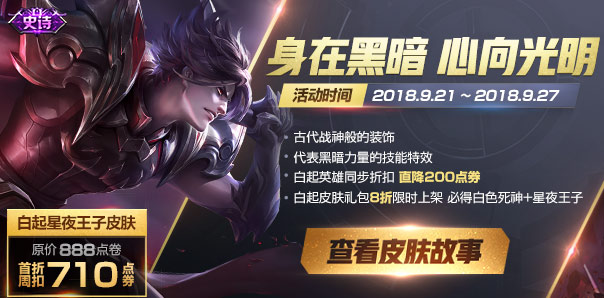 史诗
身在黑暗 心向光明
活动时间 2018.9.21 ~ 2018.9.27
古代战神般的装饰
代表黑暗力量的技能特效
白起英雄同步折扣 直降200点券
白起皮肤礼包8折限时上架 必得白色死神+星夜王子
白起星夜王子皮肤
原价 888点卷
首周折扣 710 点券
查看皮肤故事